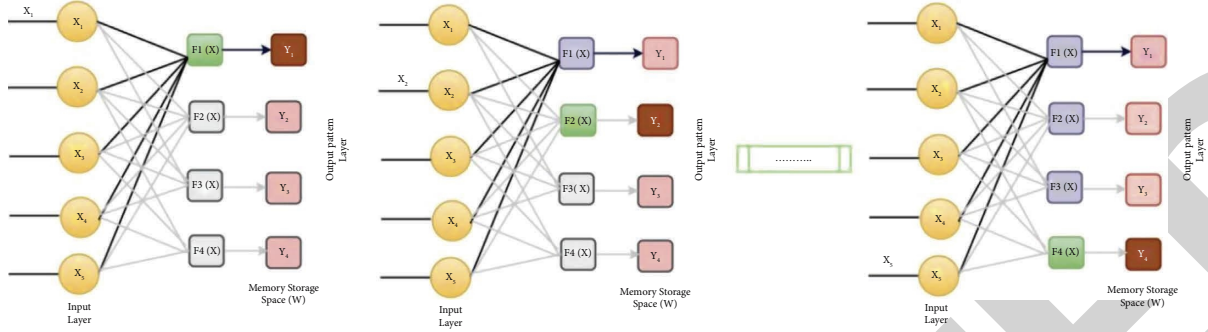 X₁
X₁
X₂
X₃
X₄
X₅
F1 (X)
F2 (X)
F3 (X)
F4 (X)
Y₁
Y₂
Y₃
Y₄
Input
Layer
Memory Storage
Space (W)
Output pattern
Layer
X₂
X₁
X₂
X₃
X₄
X₅
F1 (X)
F2 (X)
F3( X)
F4 (X)
Y₁
Y₂
Y₃
Y₄
Input
Layer
Memory Storage
Space (W)
Output pattern
Layer
...........
X₅
X₁
X₂
X₃
X₄
X₅
F1 (X)
F2 (X)
F3 (X)
F4 (X)
Y₁
Y₂
Y₃
Y₄
Input
Layer
Memory Storage
Space (W)
Output pattern
Layer